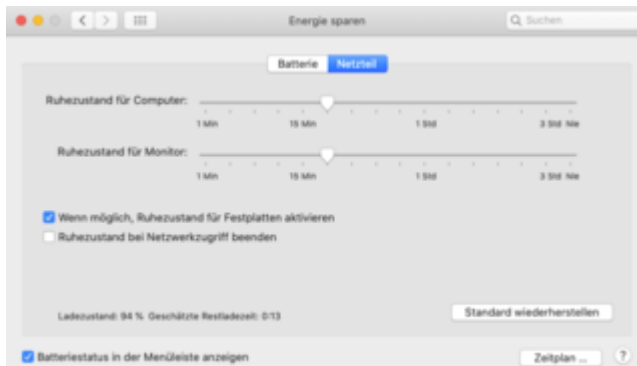 Energie sparen
Suchen
Batterie Netzteil
Ruhezustand für Computer:
1 Min 15 Min 1 Std 3 Std Nie
Ruhezustand für Monitor:
1 Min 15 Min 1 Std 3 Std Nie
Wenn möglich, Ruhezustand für Festplatten aktivieren
Ruhezustand bei Netzwerkzugriff beenden
Ladezustand: 94 % Geschätzte Restladezeit: 0:13
Standard wiederherstellen
Batteriestatus in der Menüleiste anzeigen
Zeitplan ... ?